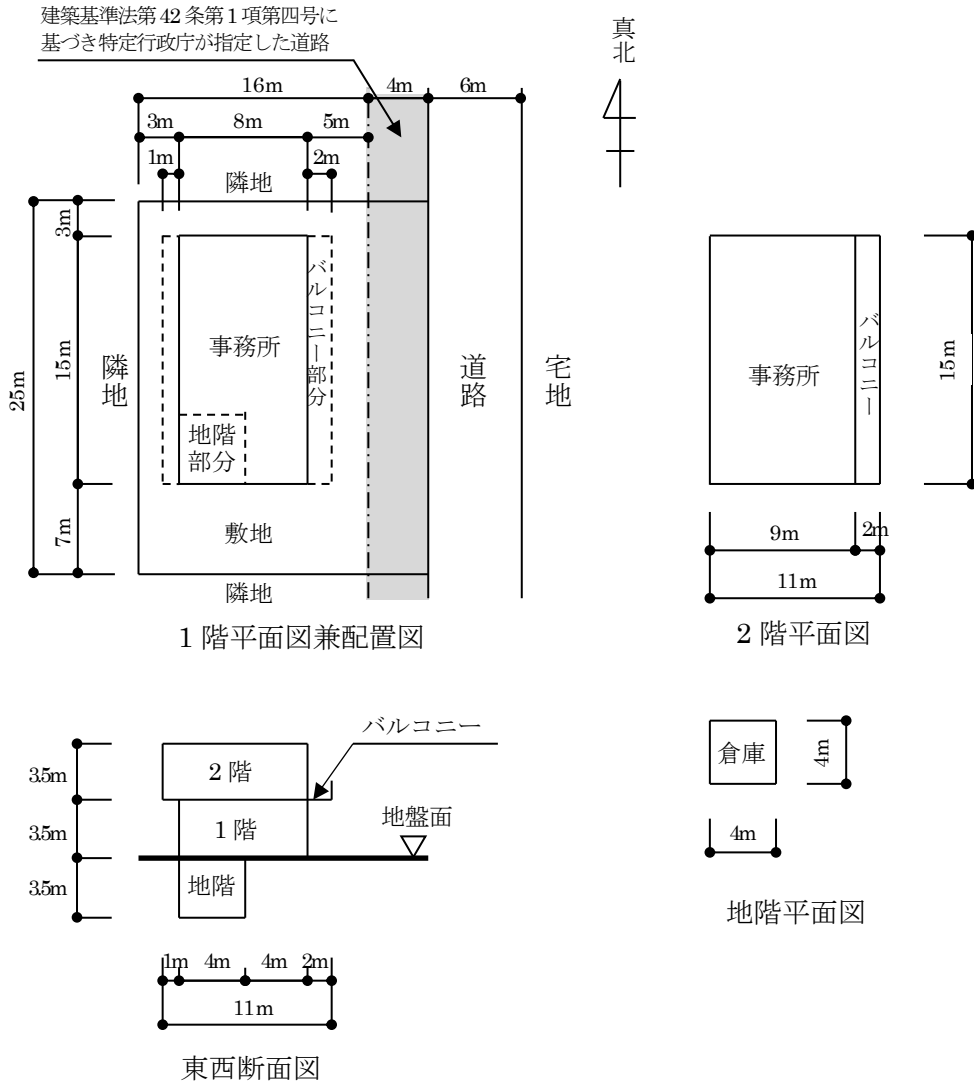 建築基準法第42条第1項第四号に
基づき特定行政庁が指定した道路
真北
16m
4m
6m
3m
8m
5m
1m
2m
隣地
3m
15m
25m
7m
隣地
バルコニー部分
事務所
地階
部分
道路
宅地
敷地
隣地
1階平面図兼配置図
事務所
バルコニー
15m
9m
2m
11m
2階平面図
バルコニー
3.5m
2階
3.5m
1階
地盤面
3.5m
地階
1m
4m
4m
2m
11m
東西断面図
倉庫
4m
4m
地階平面図